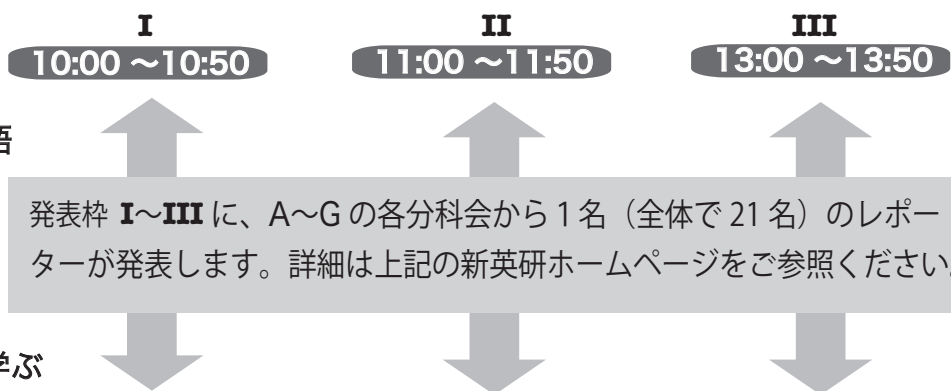 I II III
10:00 ～10:50 11:00 ～11:50 13:00 ～13:50
語
発表枠 I～III に、A～G の各分科会から 1 名（全体で 21 名）のレポー
ターが発表します。詳細は上記の新英研ホームページをご参照ください。
学ぶ